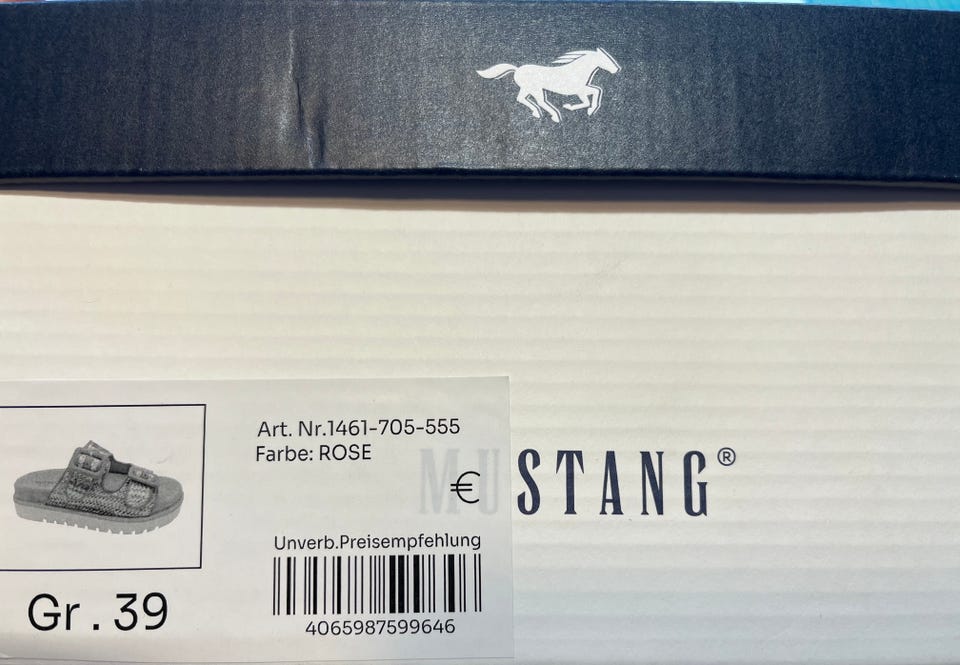 Art. Nr.1461-705-555
Farbe: ROSE
MUSTANG®
€
Unverb.Preisempfehlung
4065987599646
Gr. 39